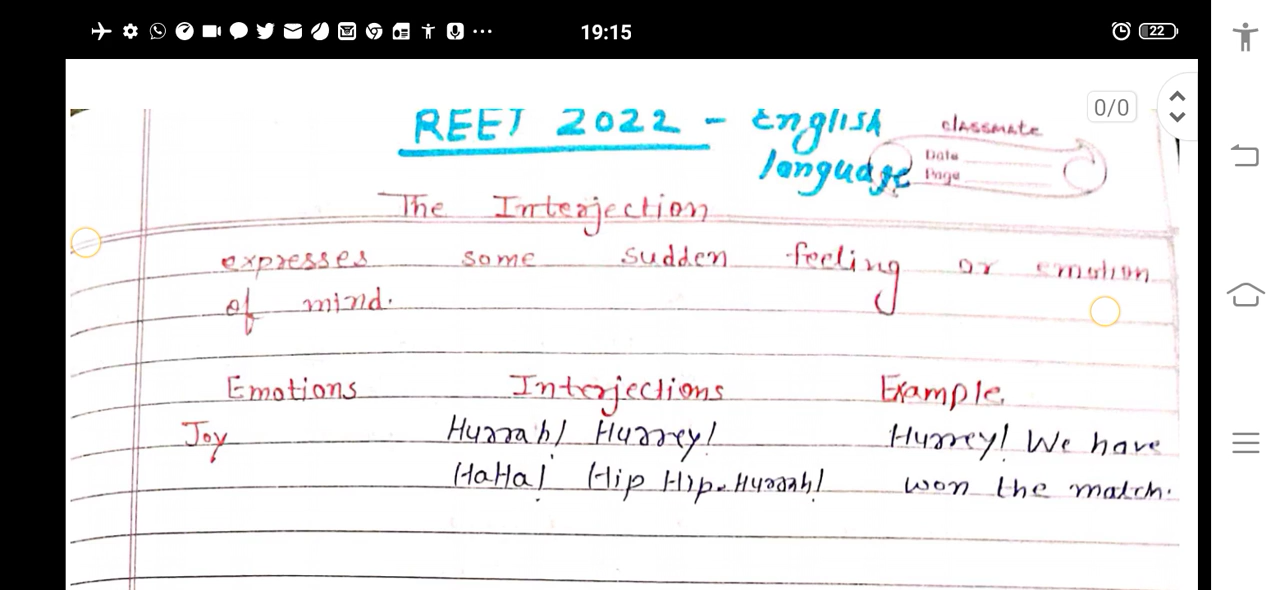 19:15
22
0/0
REET 2022 - English
language
classmate
Date
Page
The Interjection
expresses some sudden feeling or emotion
of mind.
Emotions Interjections Example.
Joy Hurrah! Hurrey! Hurrey! We have
HaHa! Hip Hip-Hurrah! won the match.